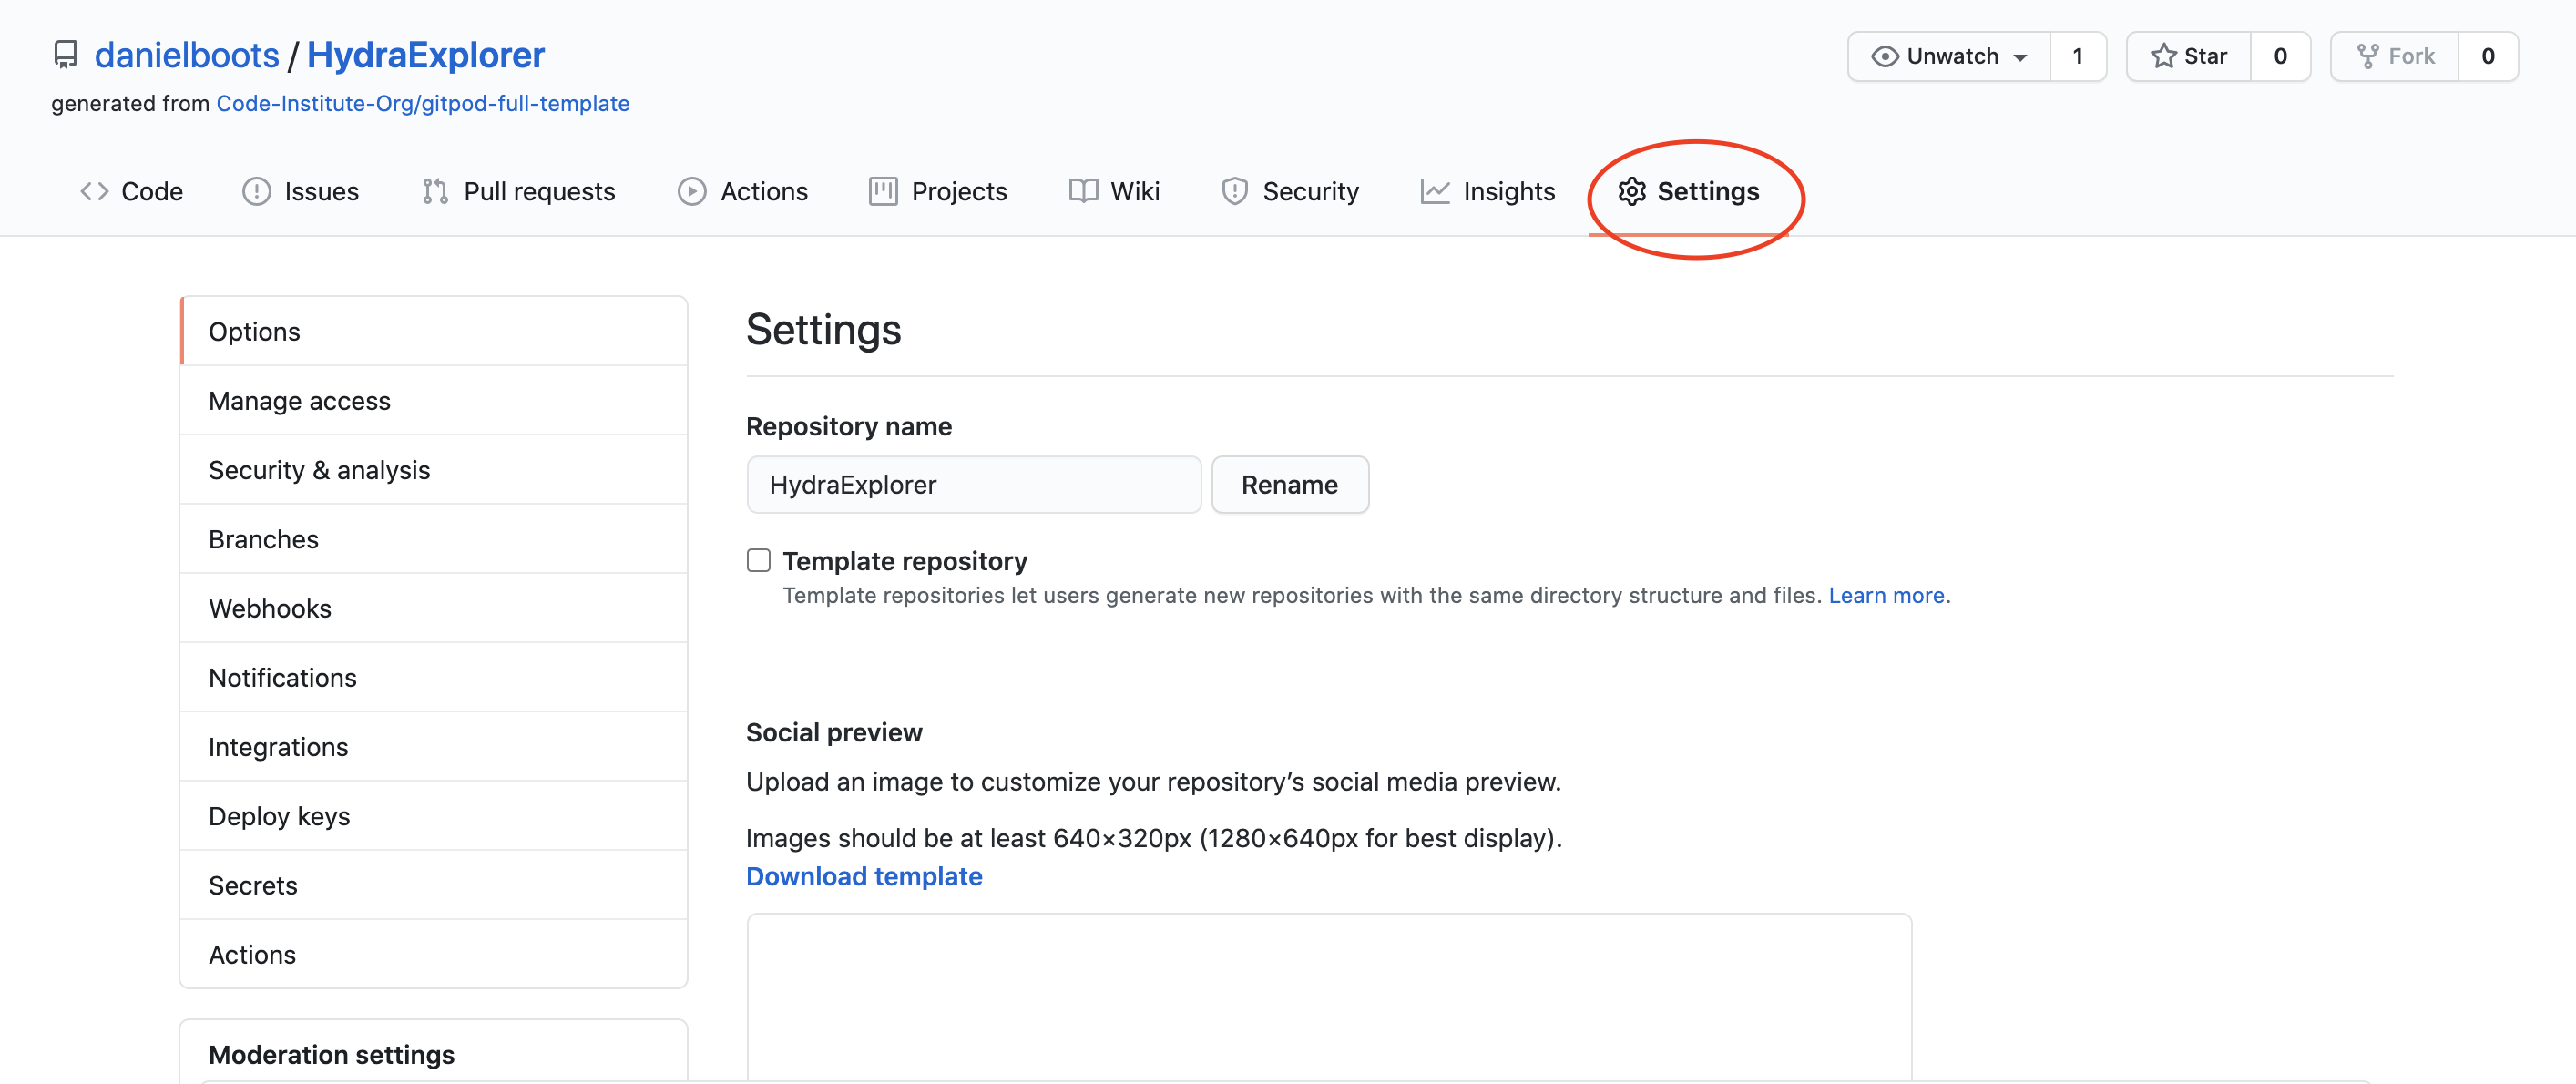 danielboots / HydraExplorer
Unwatch 1 Star 0 Fork 0
generated from Code-Institute-Org/gitpod-full-template
Code Issues Pull requests Actions Projects Wiki Security Insights Settings
Options
Manage access
Security & analysis
Branches
Webhooks
Notifications
Integrations
Deploy keys
Secrets
Actions
Moderation settings
Settings
Repository name
HydraExplorer Rename
Template repository
Template repositories let users generate new repositories with the same directory structure and files. Learn more.
Social preview
Upload an image to customize your repository’s social media preview.
Images should be at least 640×320px (1280×640px for best display).
Download template